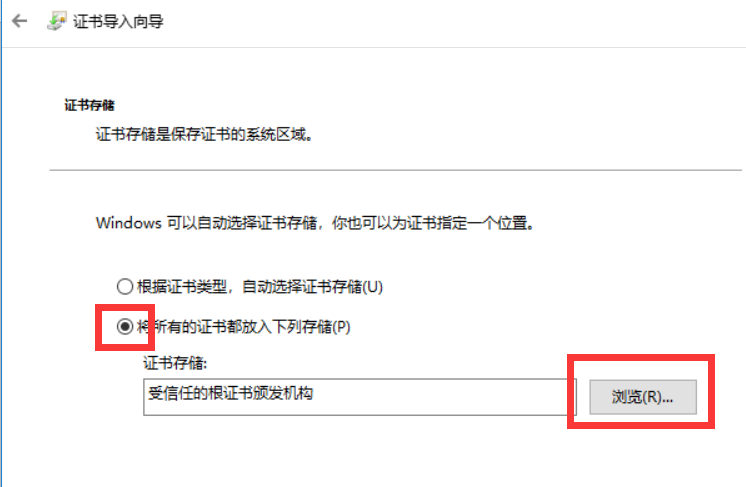 证书导入向导
证书存储
证书存储是保存证书的系统区域。
Windows 可以自动选择证书存储，你也可以为证书指定一个位置。
根据证书类型，自动选择证书存储(U)
将所有的证书都放入下列存储(P)
证书存储:
受信任的根证书颁发机构
浏览(R)...